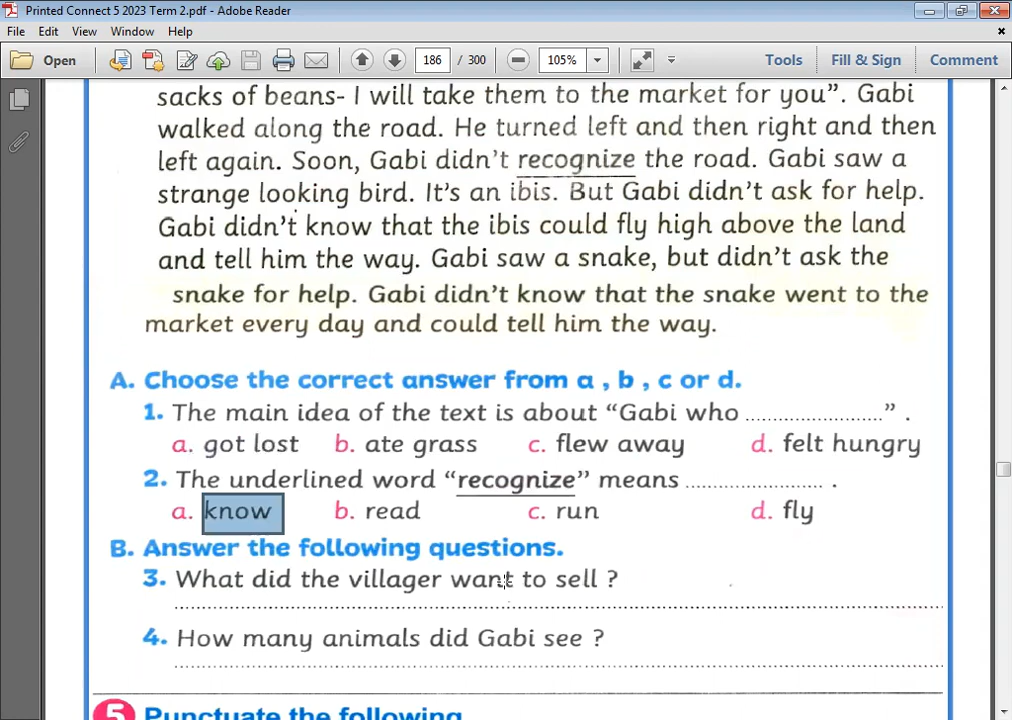 Printed Connect 5 2023 Term 2.pdf - Adobe Reader
File Edit View Window Help
Open 186 / 300 105% Tools Fill & Sign Comment
sacks of beans- I will take them to the market for you”. Gabi
walked along the road. He turned left and then right and then
left again. Soon, Gabi didn’t recognize the road. Gabi saw a
strange looking bird. It’s an ibis. But Gabi didn’t ask for help.
Gabi didn’t know that the ibis could fly high above the land
and tell him the way. Gabi saw a snake, but didn’t ask the
snake for help. Gabi didn’t know that the snake went to the
market every day and could tell him the way.
A. Choose the correct answer from a , b , c or d.
1. The main idea of the text is about “Gabi who ......................” .
a. got lost b. ate grass c. flew away d. felt hungry
2. The underlined word “recognize” means ...................... .
a. know b. read c. run d. fly
B. Answer the following questions.
3. What did the villager want to sell ?
4. How many animals did Gabi see ?
5 Punctuate the following